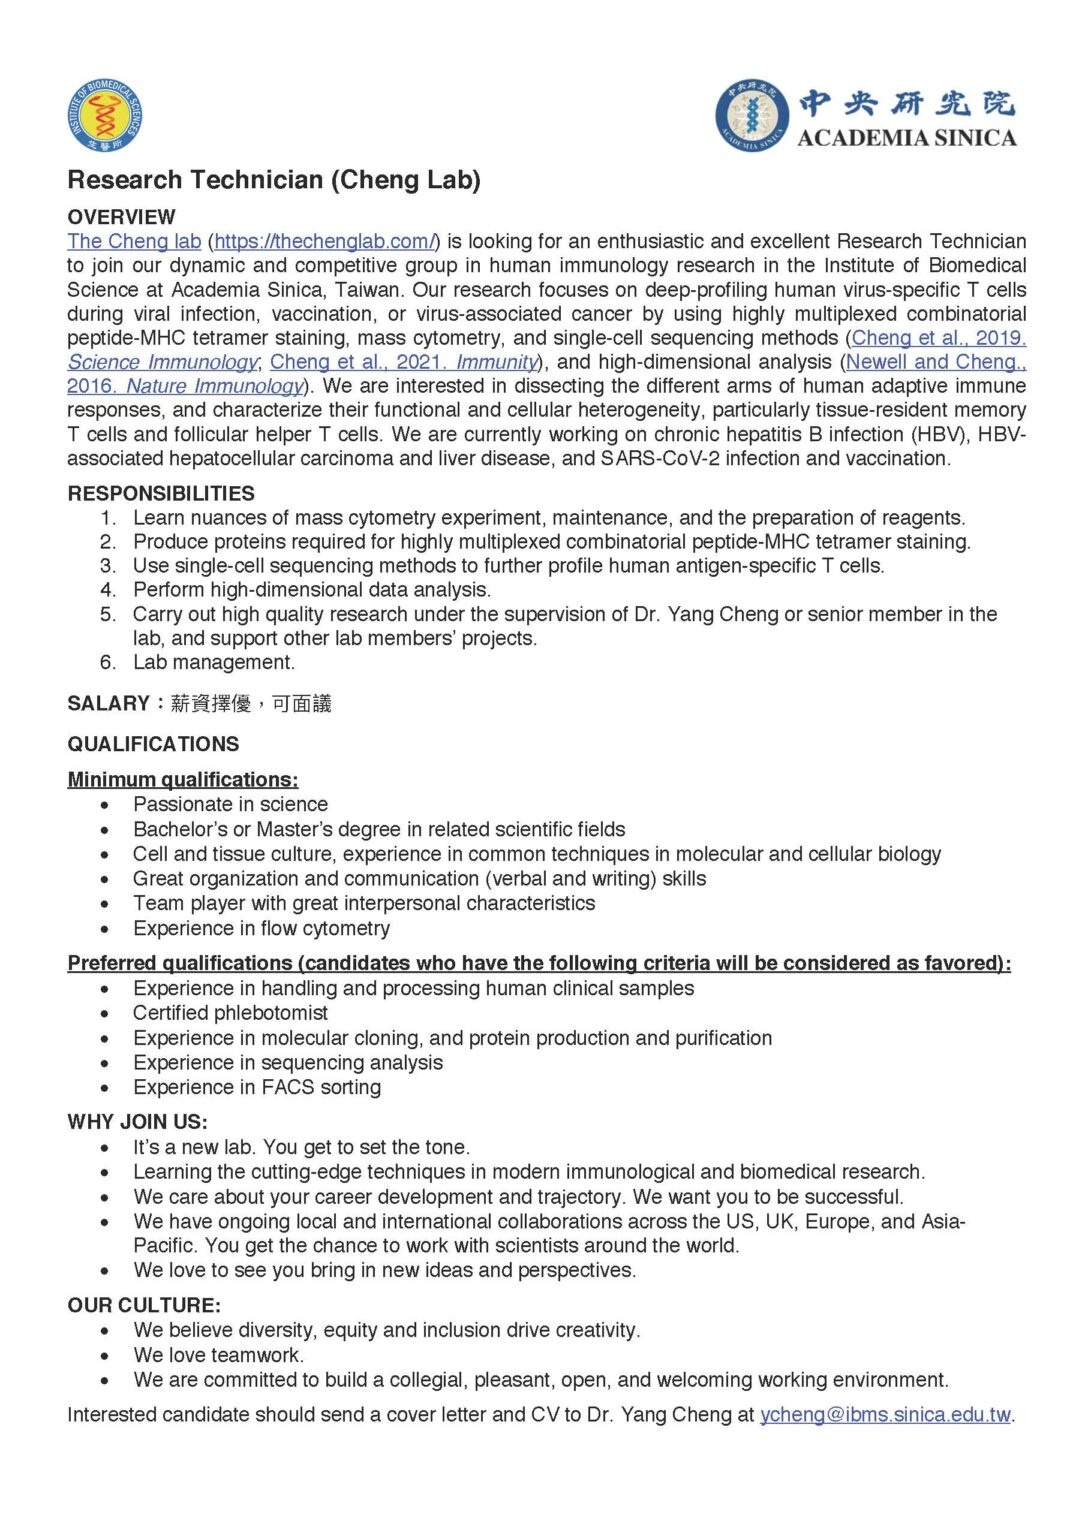 INSTITUTE OF BIOMEDICAL SCIENCES
生醫所
中央研究院
ACADEMIA SINICA
中央研究院
ACADEMIA SINICA
Research Technician (Cheng Lab)
OVERVIEW
The Cheng lab (https://thechenglab.com/) is looking for an enthusiastic and excellent Research Technician
to join our dynamic and competitive group in human immunology research in the Institute of Biomedical
Science at Academia Sinica, Taiwan. Our research focuses on deep-profiling human virus-specific T cells
during viral infection, vaccination, or virus-associated cancer by using highly multiplexed combinatorial
peptide-MHC tetramer staining, mass cytometry, and single-cell sequencing methods (Cheng et al., 2019.
Science Immunology; Cheng et al., 2021. Immunity), and high-dimensional analysis (Newell and Cheng.,
2016. Nature Immunology). We are interested in dissecting the different arms of human adaptive immune
responses, and characterize their functional and cellular heterogeneity, particularly tissue-resident memory
T cells and follicular helper T cells. We are currently working on chronic hepatitis B infection (HBV), HBV-
associated hepatocellular carcinoma and liver disease, and SARS-CoV-2 infection and vaccination.
RESPONSIBILITIES
1. Learn nuances of mass cytometry experiment, maintenance, and the preparation of reagents.
2. Produce proteins required for highly multiplexed combinatorial peptide-MHC tetramer staining.
3. Use single-cell sequencing methods to further profile human antigen-specific T cells.
4. Perform high-dimensional data analysis.
5. Carry out high quality research under the supervision of Dr. Yang Cheng or senior member in the
lab, and support other lab members' projects.
6. Lab management.
SALARY：薪資擇優，可面議
QUALIFICATIONS
Minimum qualifications:
• Passionate in science
• Bachelor's or Master's degree in related scientific fields
• Cell and tissue culture, experience in common techniques in molecular and cellular biology
• Great organization and communication (verbal and writing) skills
• Team player with great interpersonal characteristics
• Experience in flow cytometry
Preferred qualifications (candidates who have the following criteria will be considered as favored):
• Experience in handling and processing human clinical samples
• Certified phlebotomist
• Experience in molecular cloning, and protein production and purification
• Experience in sequencing analysis
• Experience in FACS sorting
WHY JOIN US:
• It's a new lab. You get to set the tone.
• Learning the cutting-edge techniques in modern immunological and biomedical research.
• We care about your career development and trajectory. We want you to be successful.
• We have ongoing local and international collaborations across the US, UK, Europe, and Asia-
Pacific. You get the chance to work with scientists around the world.
• We love to see you bring in new ideas and perspectives.
OUR CULTURE:
• We believe diversity, equity and inclusion drive creativity.
• We love teamwork.
• We are committed to build a collegial, pleasant, open, and welcoming working environment.
Interested candidate should send a cover letter and CV to Dr. Yang Cheng at ycheng@ibms.sinica.edu.tw.